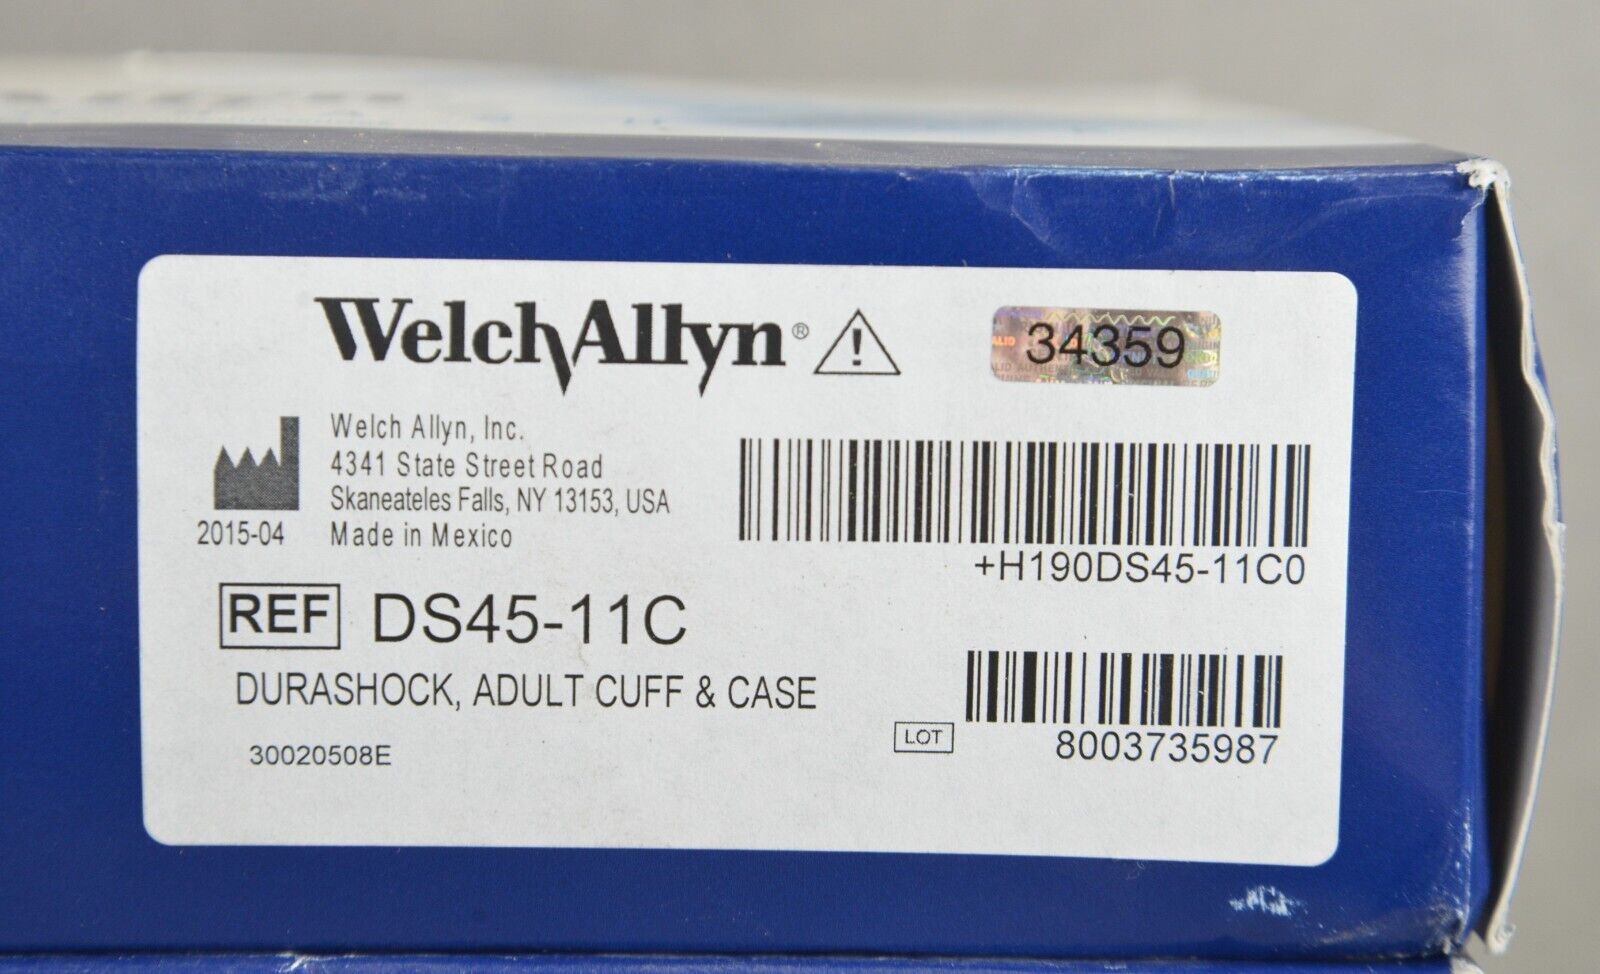 WelchAllyn®
34359
Welch Allyn, Inc.
4341 State Street Road
Skaneateles Falls, NY 13153, USA
2015-04 Made in Mexico
+H190DS45-11C0
REF DS45-11C
DURASHOCK, ADULT CUFF & CASE
LOT 8003735987
30020508E